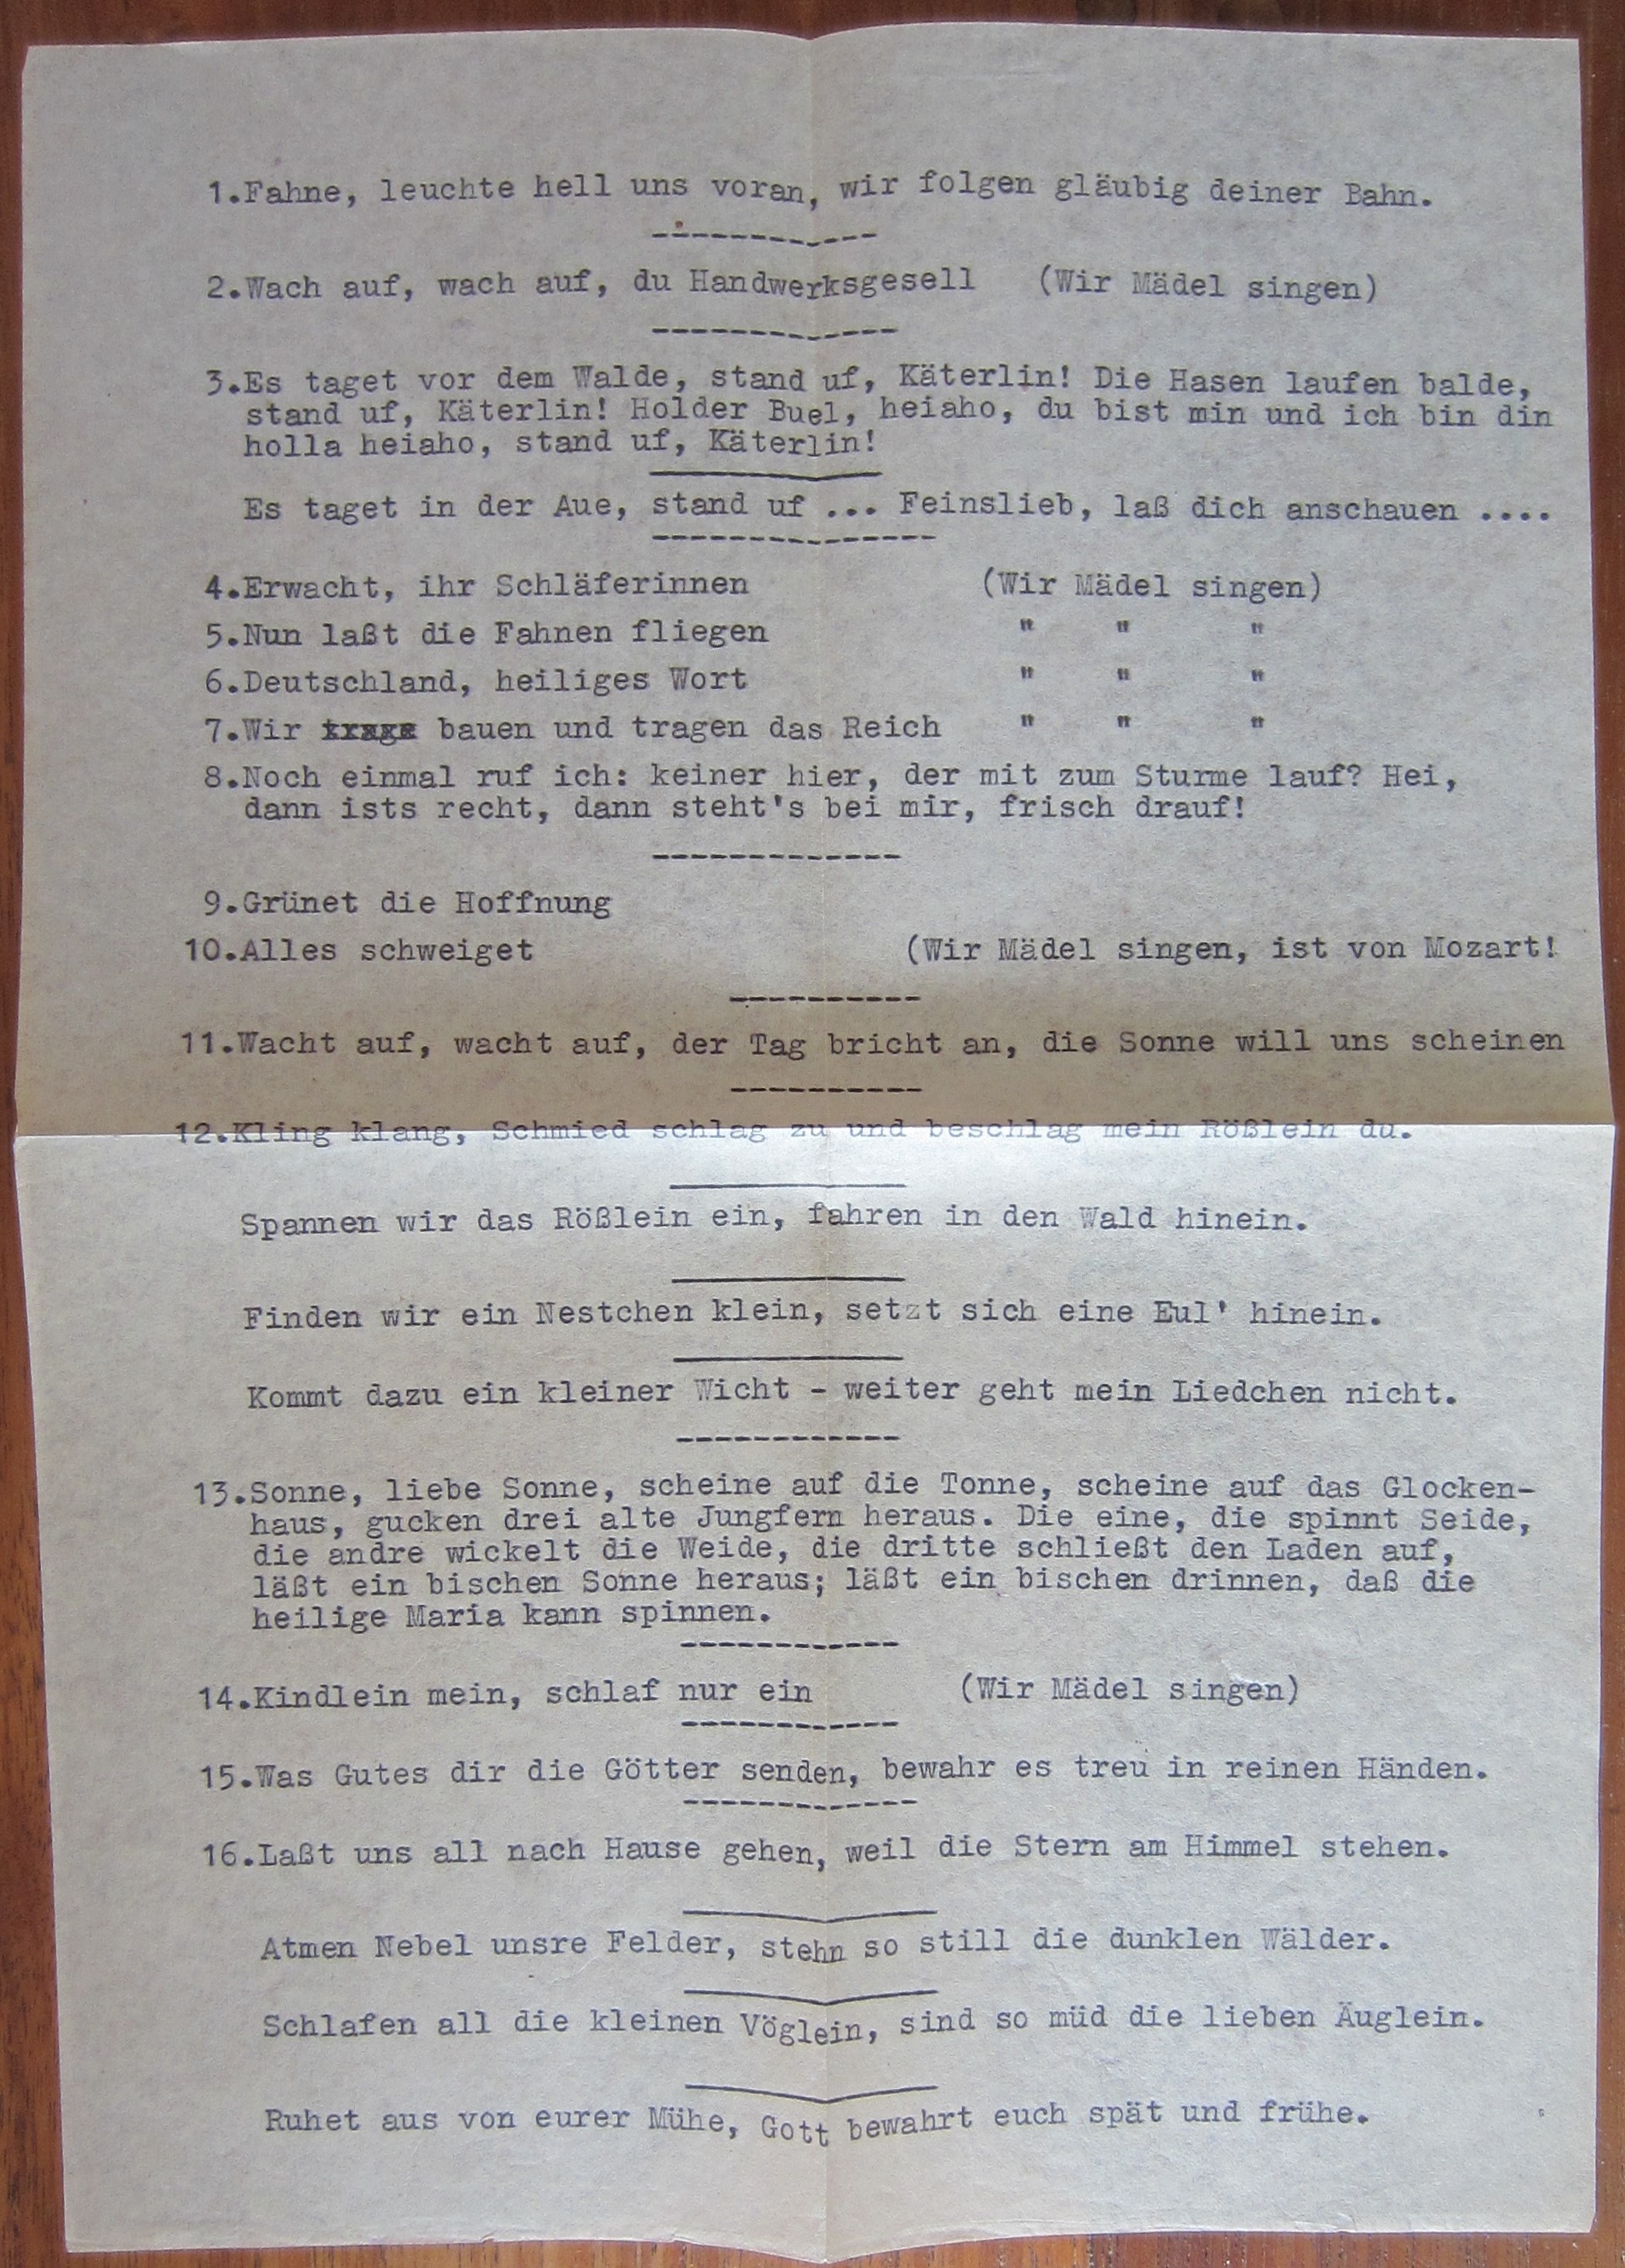 1.Fahne, leuchte hell uns voran, wir folgen gläubig deiner Bahn.
2.Wach auf, wach auf, du Handwerksgesell (Wir Mädel singen)
3.Es taget vor dem Walde, stand uf, Käterlin! Die Hasen laufen balde,
stand uf, Käterlin! Holder Buel, heiaho, du bist min und ich bin din
holla heiaho, stand uf, Käterlin!
Es taget in der Aue, stand uf ... Feinslieb, laß dich anschauen ....
4.Erwacht, ihr Schläferinnen (Wir Mädel singen)
5.Nun laßt die Fahnen fliegen " " "
6.Deutschland, heiliges Wort " " "
7.Wir bauen und tragen das Reich " " "
8.Noch einmal ruf ich: keiner hier, der mit zum Sturme lauf? Hei,
dann ists recht, dann steht's bei mir, frisch drauf!
9.Grünet die Hoffnung
10.Alles schweiget (Wir Mädel singen, ist von Mozart!
11.Wacht auf, wacht auf, der Tag bricht an, die Sonne will uns scheinen
12.Kling klang, Schmied schlag zu und beschlag mein Rößlein du.
Spannen wir das Rößlein ein, fahren in den Wald hinein.
Finden wir ein Nestchen klein, setzt sich eine Eul' hinein.
Kommt dazu ein kleiner Wicht - weiter geht mein Liedchen nicht.
13.Sonne, liebe Sonne, scheine auf die Tonne, scheine auf das Glocken-
haus, gucken drei alte Jungfern heraus. Die eine, die spinnt Seide,
die andre wickelt die Weide, die dritte schließt den Laden auf,
läßt ein bischen Sonne heraus; läßt ein bischen drinnen, daß die
heilige Maria kann spinnen.
14.Kindlein mein, schlaf nur ein (Wir Mädel singen)
15.Was Gutes dir die Götter senden, bewahr es treu in reinen Händen.
16.Laßt uns all nach Hause gehen, weil die Stern am Himmel stehen.
Atmen Nebel unsre Felder, stehn so still die dunklen Wälder.
Schlafen all die kleinen Vöglein, sind so müd die lieben Äuglein.
Ruhet aus von eurer Mühe, Gott bewahrt euch spät und frühe.